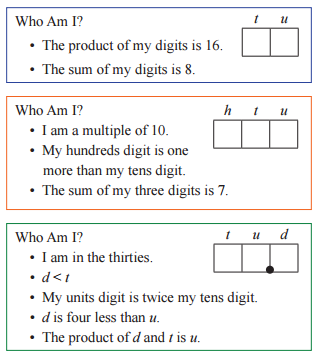 Who Am I? t u
• The product of my digits is 16.
• The sum of my digits is 8.
Who Am I? h t u
• I am a multiple of 10.
• My hundreds digit is one
more than my tens digit.
• The sum of my three digits is 7.
Who Am I? t u d
• I am in the thirties.
• d < t
• My units digit is twice my tens digit.
• d is four less than u.
• The product of d and t is u.